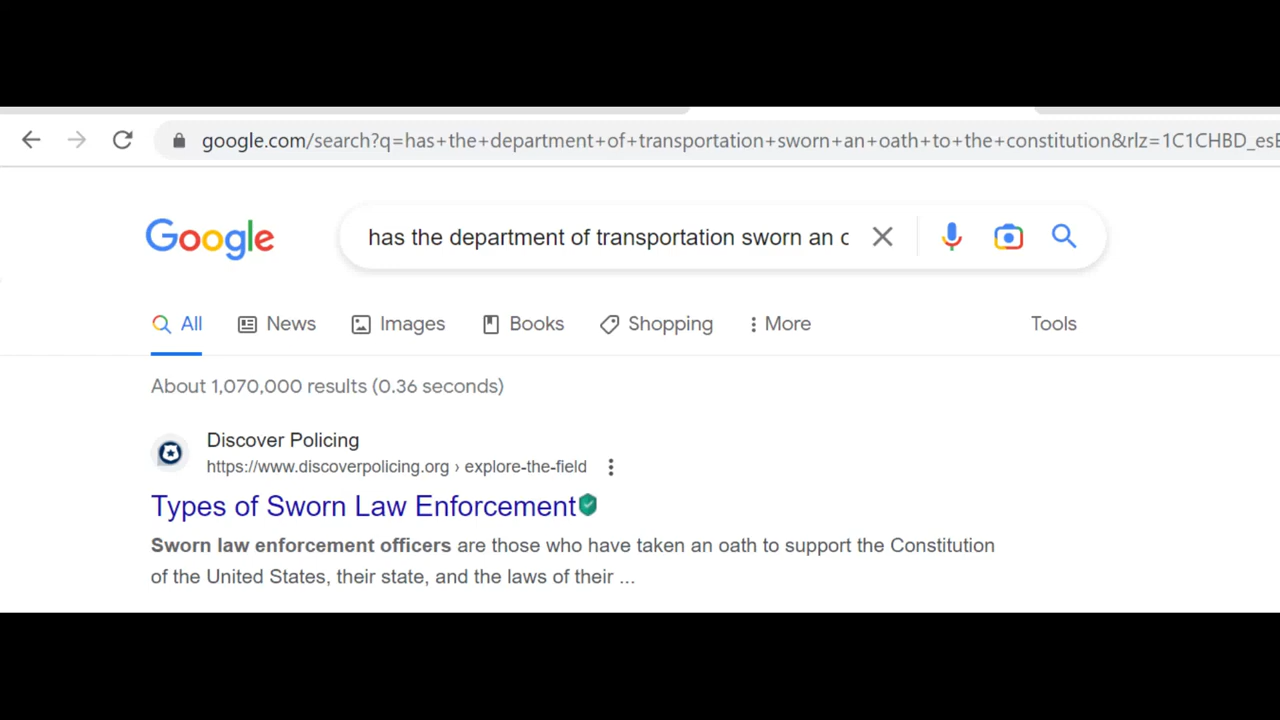 google.com/search?q=has+the+department+of+transportation+sworn+an+oath+to+the+constitution&rlz=1C1CHBD_esE
Google
has the department of transportation sworn an o
All News Images Books Shopping More Tools
About 1,070,000 results (0.36 seconds)
Discover Policing
https://www.discoverpolicing.org › explore-the-field
Types of Sworn Law Enforcement
Sworn law enforcement officers are those who have taken an oath to support the Constitution
of the United States, their state, and the laws of their ...